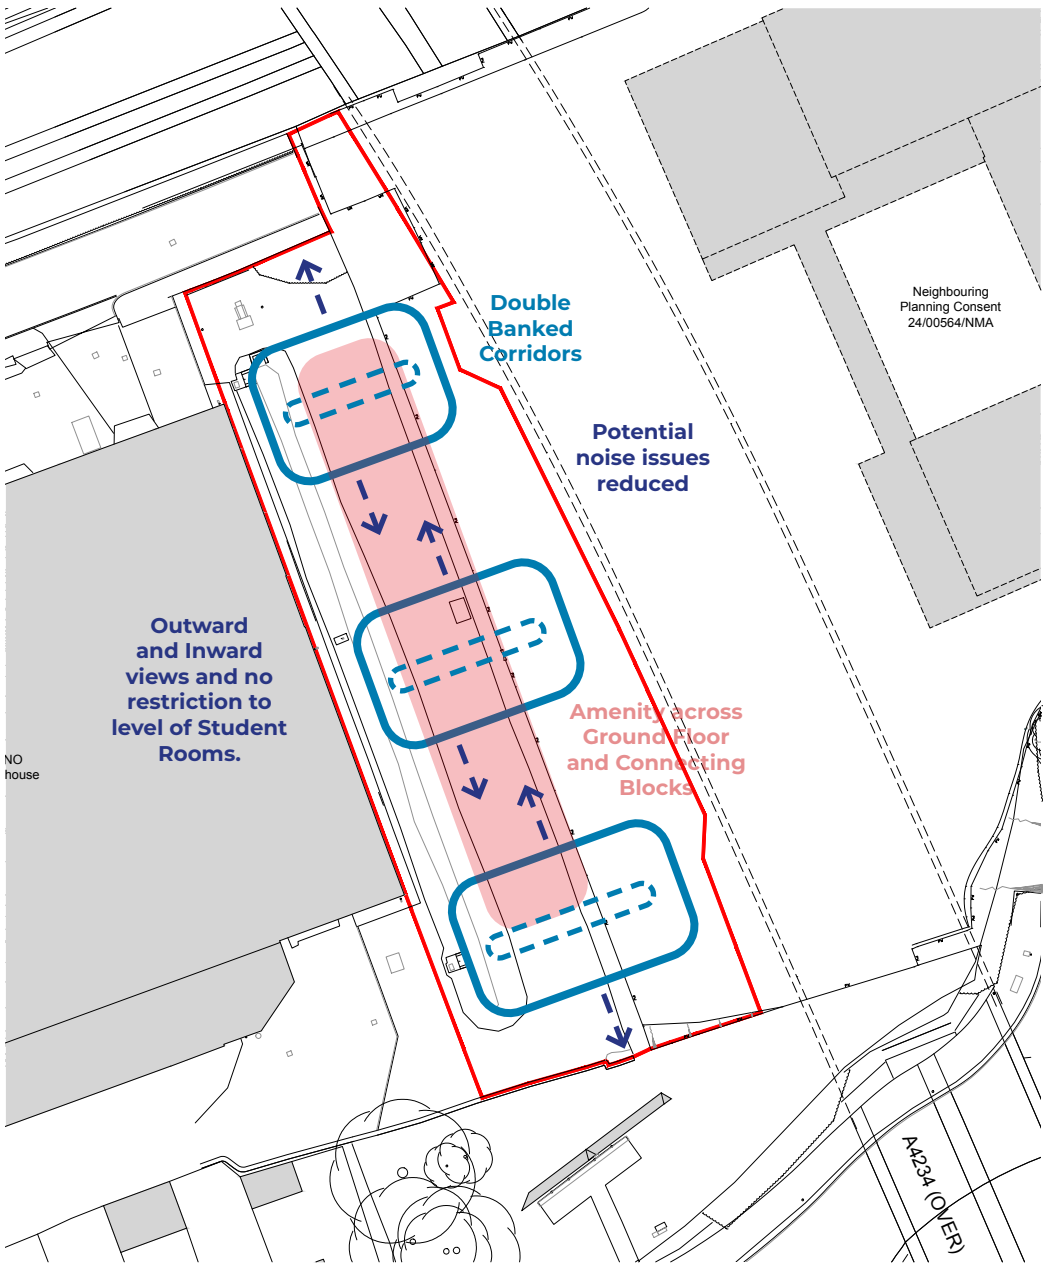 Neighbouring
Planning Consent
24/00564/NMA
Double
Banked
Corridors
Potential
noise issues
reduced
Outward
and Inward
views and no
restriction to
level of Student
Rooms.
Amenity across
Ground Floor
and Connecting
Blocks
NO
house
A4234 (OVER)